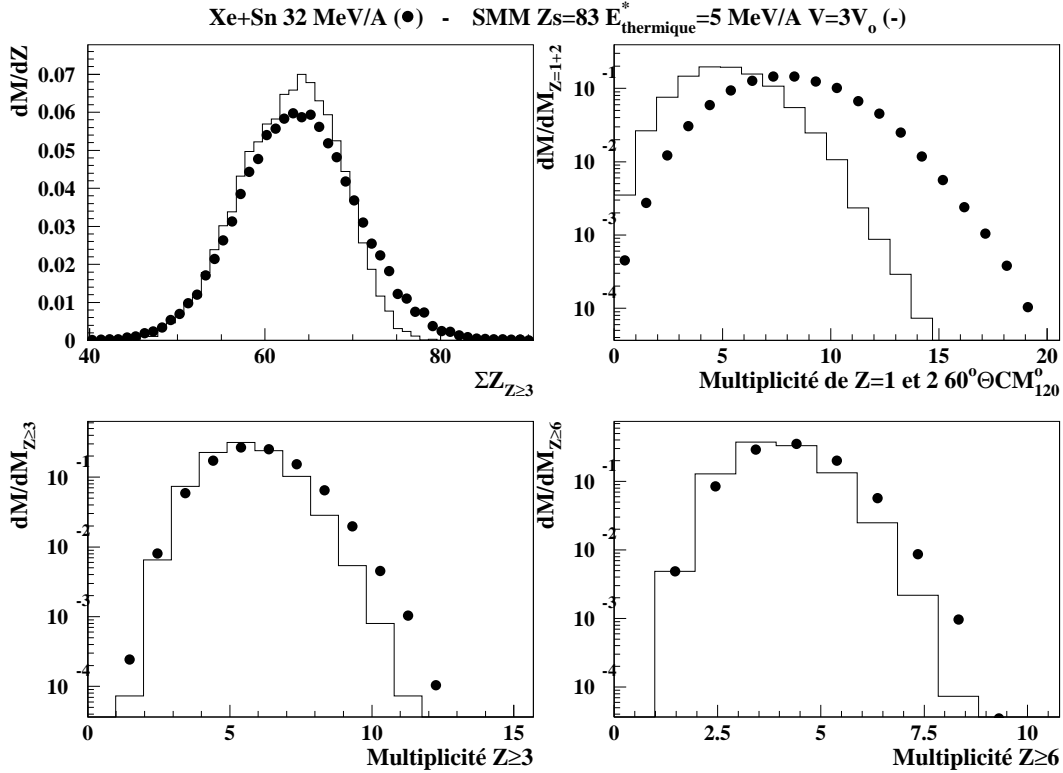 Xe+Sn 32 MeV/A (●) - SMM Zs=83 E*thermique=5 MeV/A V=3Vo (-)
dM/dZ
0.07
0.06
0.05
0.04
0.03
0.02
0.01
0
40 60 80
ΣZZ≥3
dM/dMZ=1+2
10-1
10-2
10-3
10-4
0 5 10 15 20
Multiplicité de Z=1 et 2 60oΘCMo120
dM/dMZ≥3
10-1
10-2
10-3
10-4
0 5 10 15
Multiplicité Z≥3
dM/dMZ≥6
10-1
10-2
10-3
10-4
0 2.5 5 7.5 10
Multiplicité Z≥6